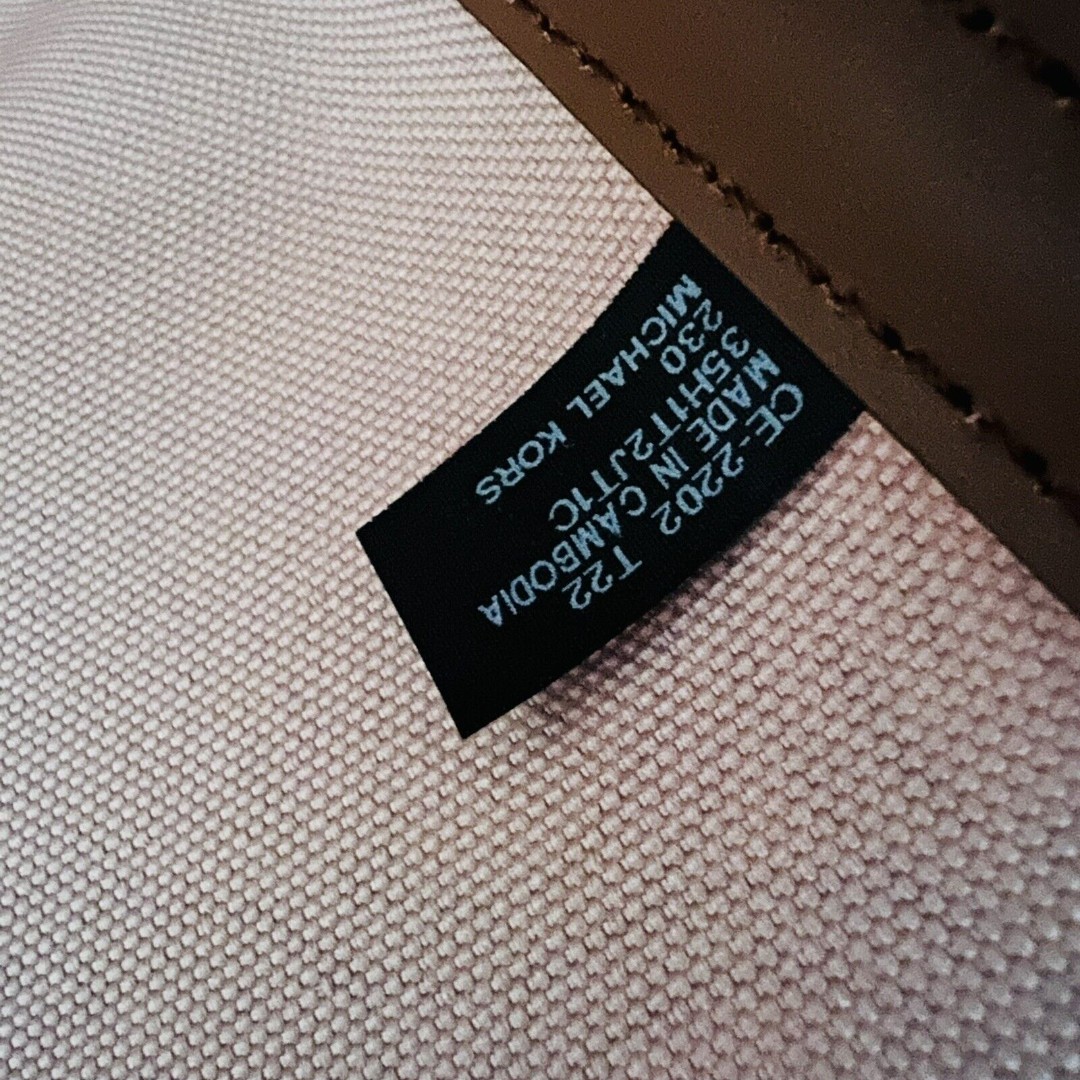 MICHAEL KORS
230
35H1T2JT1C
MADE IN CAMBODIA
CE-2202 T22